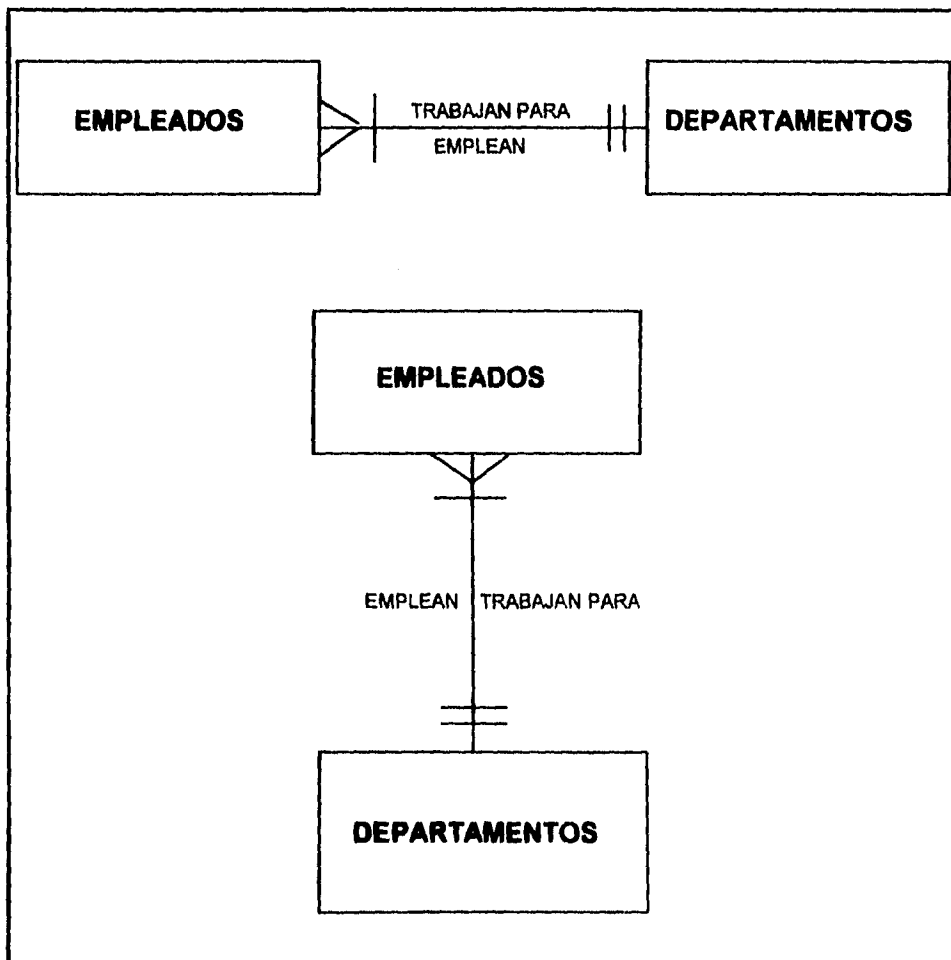 EMPLEADOS
TRABAJAN PARA
EMPLEAN
DEPARTAMENTOS
EMPLEADOS
EMPLEAN TRABAJAN PARA
DEPARTAMENTOS